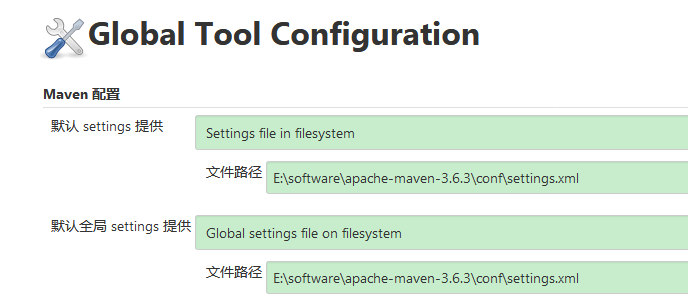 Global Tool Configuration
Maven 配置
默认 settings 提供
Settings file in filesystem
文件路径
E:\software\apache-maven-3.6.3\conf\settings.xml
默认全局 settings 提供
Global settings file on filesystem
文件路径
E:\software\apache-maven-3.6.3\conf\settings.xml